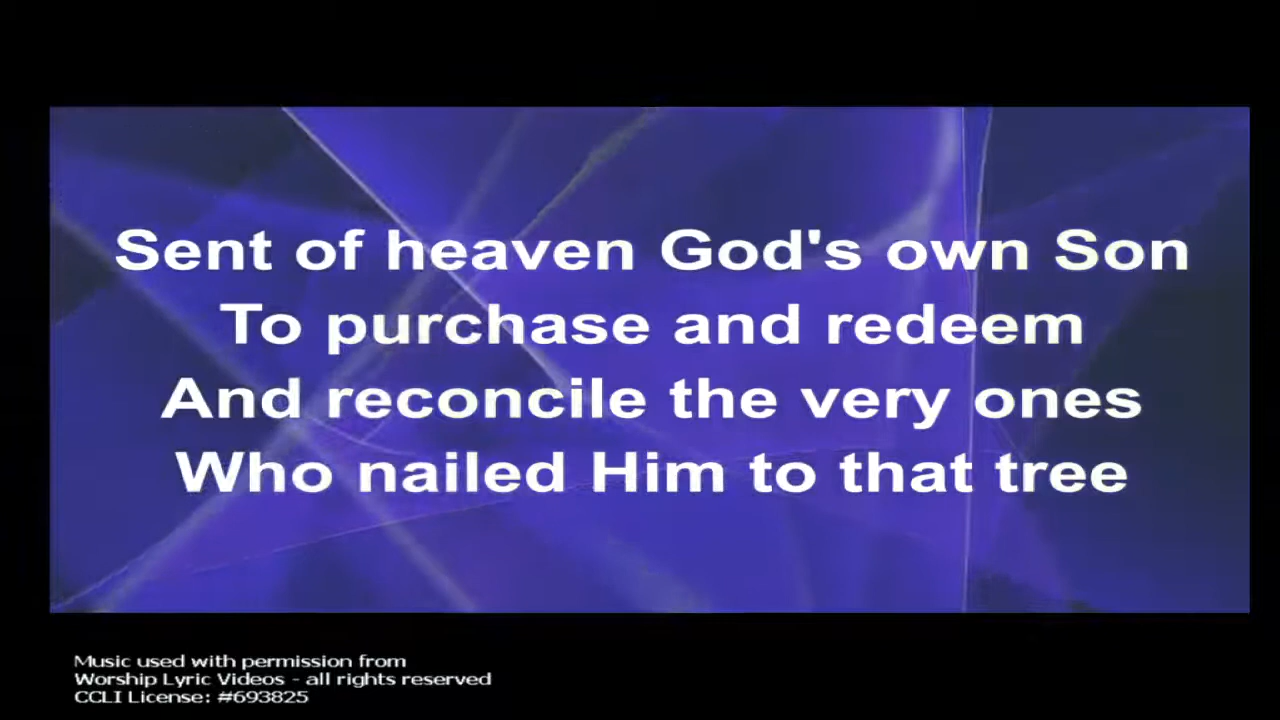 Sent of heaven God's own Son
To purchase and redeem
And reconcile the very ones
Who nailed Him to that tree
Music used with permission from
Worship Lyric Videos - all rights reserved
CCLI License: #693825